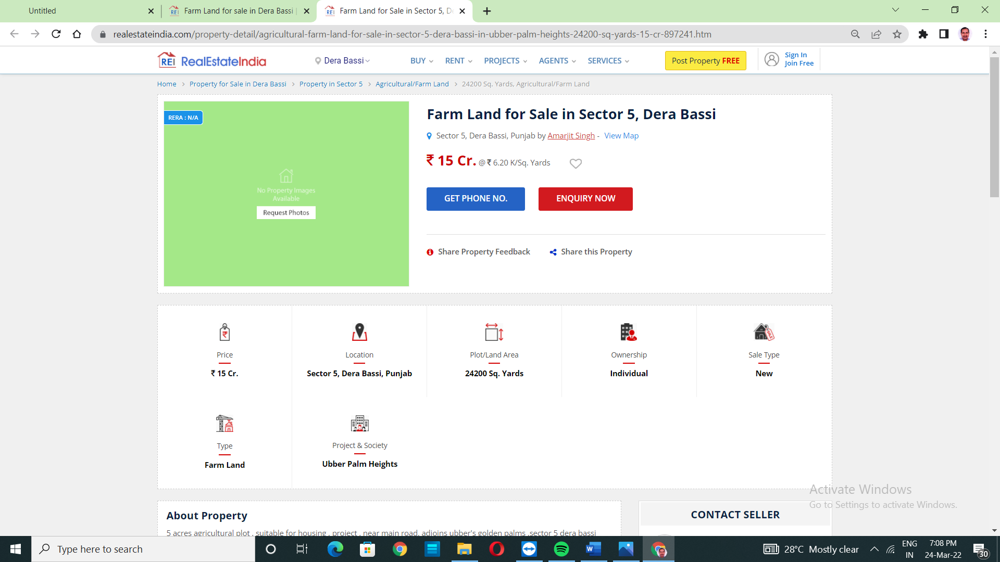 Untitled
Farm Land for sale in Dera Bassi |
Farm Land for Sale in Sector 5, De
realestateindia.com/property-detail/agricultural-farm-land-for-sale-in-sector-5-dera-bassi-in-ubber-palm-heights-24200-sq-yards-15-cr-897241.htm
REI RealEstateIndia
Dera Bassi
BUY RENT PROJECTS AGENTS SERVICES
Post Property FREE
Sign In
Join Free
Home > Property for Sale in Dera Bassi > Property in Sector 5 > Agricultural/Farm Land > 24200 Sq. Yards, Agricultural/Farm Land
RERA : N/A
No Property Images
Available
Request Photos
Farm Land for Sale in Sector 5, Dera Bassi
Sector 5, Dera Bassi, Punjab by Amarjit Singh - View Map
₹ 15 Cr. @ ₹ 6.20 K/Sq. Yards
GET PHONE NO. ENQUIRY NOW
Share Property Feedback Share this Property
Price
₹ 15 Cr.
Location
Sector 5, Dera Bassi, Punjab
Plot/Land Area
24200 Sq. Yards
Ownership
Individual
Sale Type
New
Type
Farm Land
Project & Society
Ubber Palm Heights
About Property
5 acres agricultural plot , suitable for housing , project , near main road, adjoins ubber's golden palms ,sector 5 dera bassi
CONTACT SELLER
Activate Windows
Go to Settings to activate Windows.
Type here to search
28°C Mostly clear
ENG
IN
7:08 PM
24-Mar-22
30